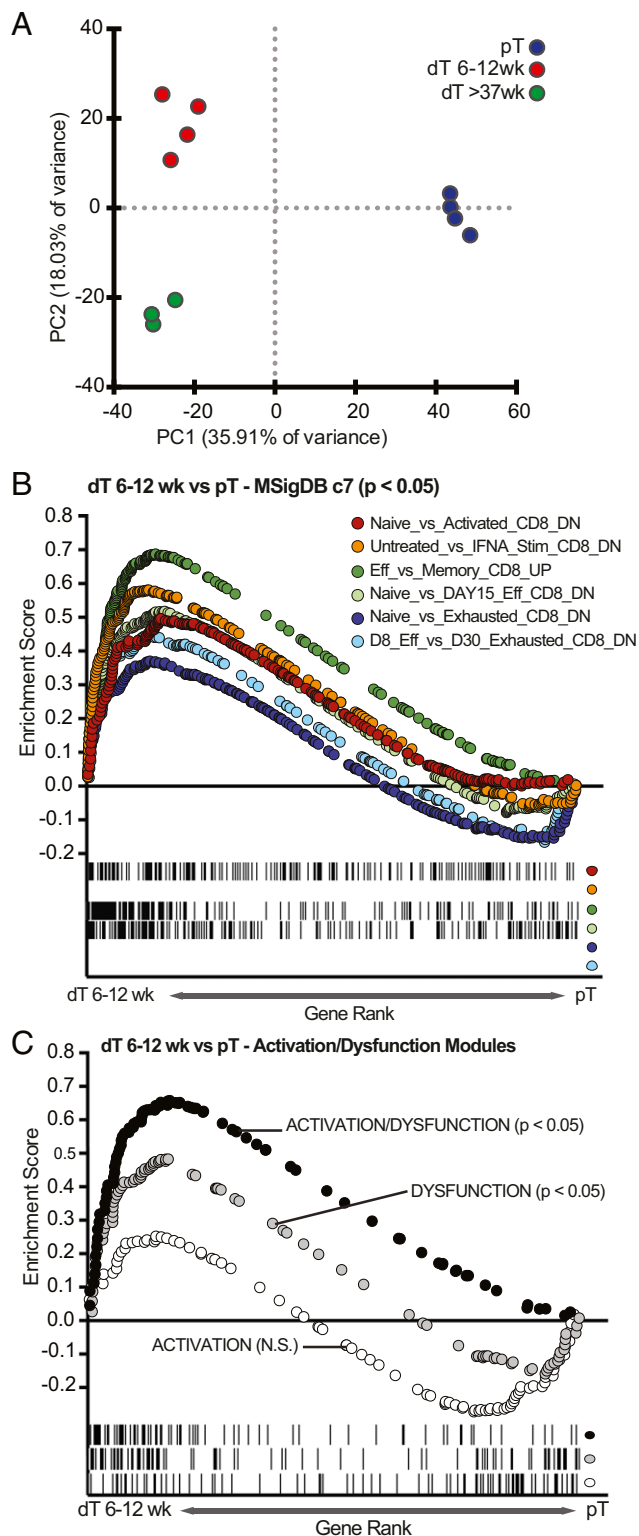 A
40
20
0
-20
-40
PC2 (18.03% of variance)
pT
dT 6-12wk
dT >37wk
-40
-20
0
20
40
60
PC1 (35.91% of variance)
B
dT 6-12 wk vs pT - MSigDB c7 (p < 0.05)
0.8
0.7
0.6
0.5
0.4
0.3
0.2
0.1
0.0
-0.1
-0.2
Enrichment Score
Naive_vs_Activated_CD8_DN
Untreated_vs_IFNA_Stim_CD8_DN
Eff_vs_Memory_CD8_UP
Naive_vs_DAY15_Eff_CD8_DN
Naive_vs_Exhausted_CD8_DN
D8_Eff_vs_D30_Exhausted_CD8_DN
dT 6-12 wk
pT
Gene Rank
C
dT 6-12 wk vs pT - Activation/Dysfunction Modules
0.8
0.7
0.6
0.5
0.4
0.3
0.2
0.1
0.0
-0.1
-0.2
Enrichment Score
ACTIVATION/DYSFUNCTION (p < 0.05)
DYSFUNCTION (p < 0.05)
ACTIVATION (N.S.)
dT 6-12 wk
pT
Gene Rank